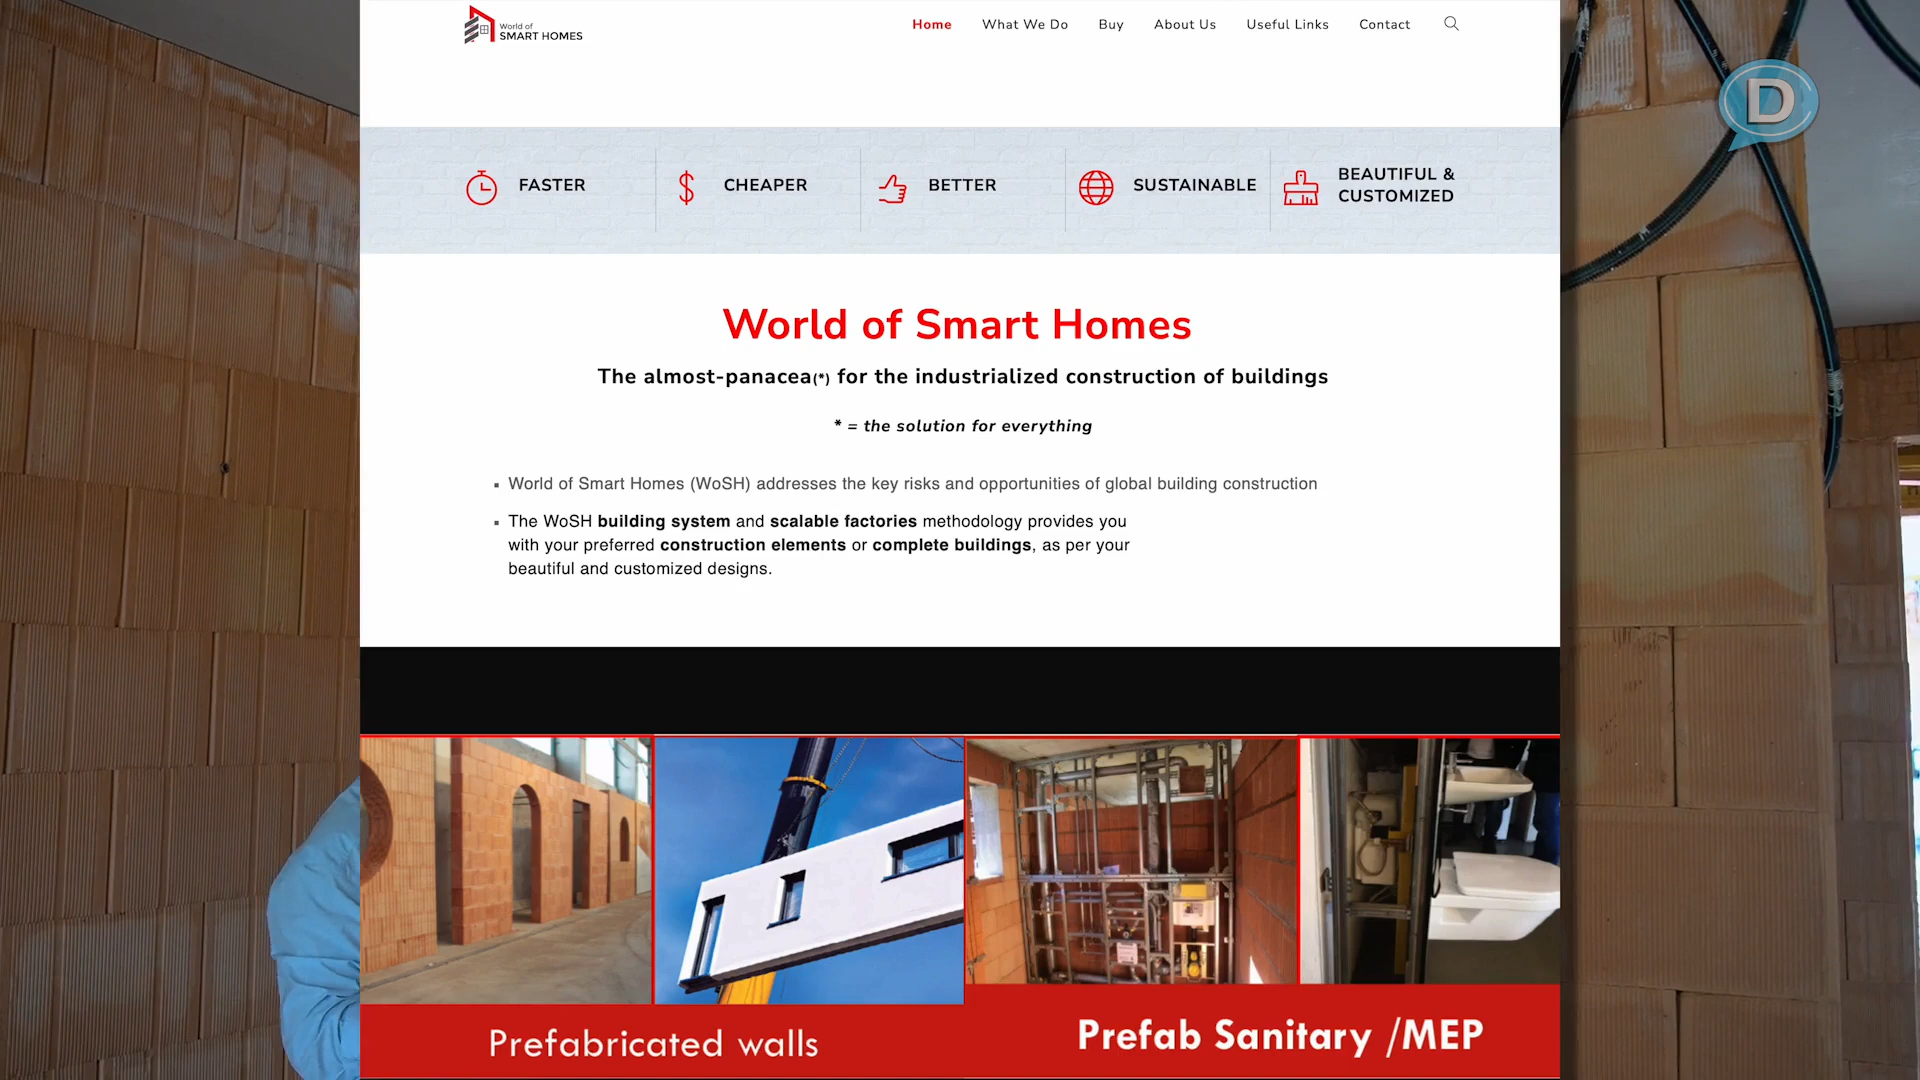 World of
SMART HOMES
Home
What We Do
Buy
About Us
Useful Links
Contact
D
FASTER
CHEAPER
BETTER
SUSTAINABLE
BEAUTIFUL &
CUSTOMIZED
World of Smart Homes
The almost-panacea(*) for the industrialized construction of buildings
* = the solution for everything
▪ World of Smart Homes (WoSH) addresses the key risks and opportunities of global building construction
▪ The WoSH building system and scalable factories methodology provides you
with your preferred construction elements or complete buildings, as per your
beautiful and customized designs.
Prefabricated walls
Prefab Sanitary /MEP